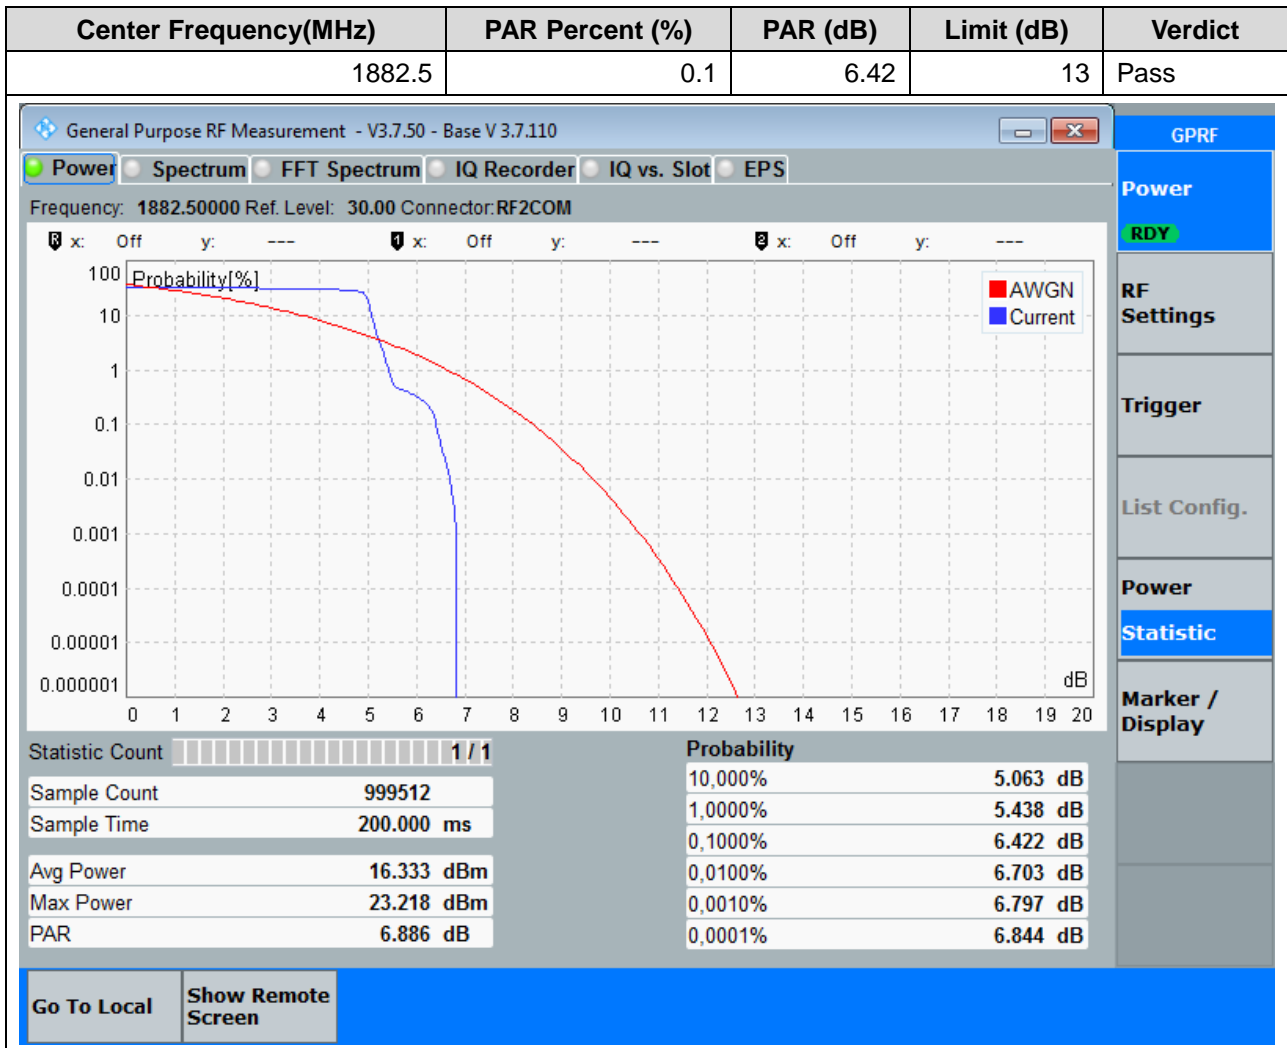 Center Frequency(MHz) PAR Percent (%) PAR (dB) Limit (dB) Verdict
1882.5 0.1 6.42 13 Pass
General Purpose RF Measurement - V3.7.50 - Base V 3.7.110
GPRF
Power Spectrum FFT Spectrum IQ Recorder IQ vs. Slot EPS
Frequency: 1882.50000 Ref. Level: 30.00 Connector: RF2COM
R x: Off y: --- 1 x: Off y: --- 2 x: Off y: ---
Probability[%]
100
10
1
0.1
0.01
0.001
0.0001
0.00001
0.000001
AWGN
Current
dB
0 1 2 3 4 5 6 7 8 9 10 11 12 13 14 15 16 17 18 19 20
Statistic Count 1 / 1
Sample Count 999512
Sample Time 200.000 ms
Avg Power 16.333 dBm
Max Power 23.218 dBm
PAR 6.886 dB
Probability
10,000% 5.063 dB
1,0000% 5.438 dB
0,1000% 6.422 dB
0,0100% 6.703 dB
0,0010% 6.797 dB
0,0001% 6.844 dB
Power
RDY
RF
Settings
Trigger
List Config.
Power
Statistic
Marker /
Display
Go To Local
Show Remote
Screen